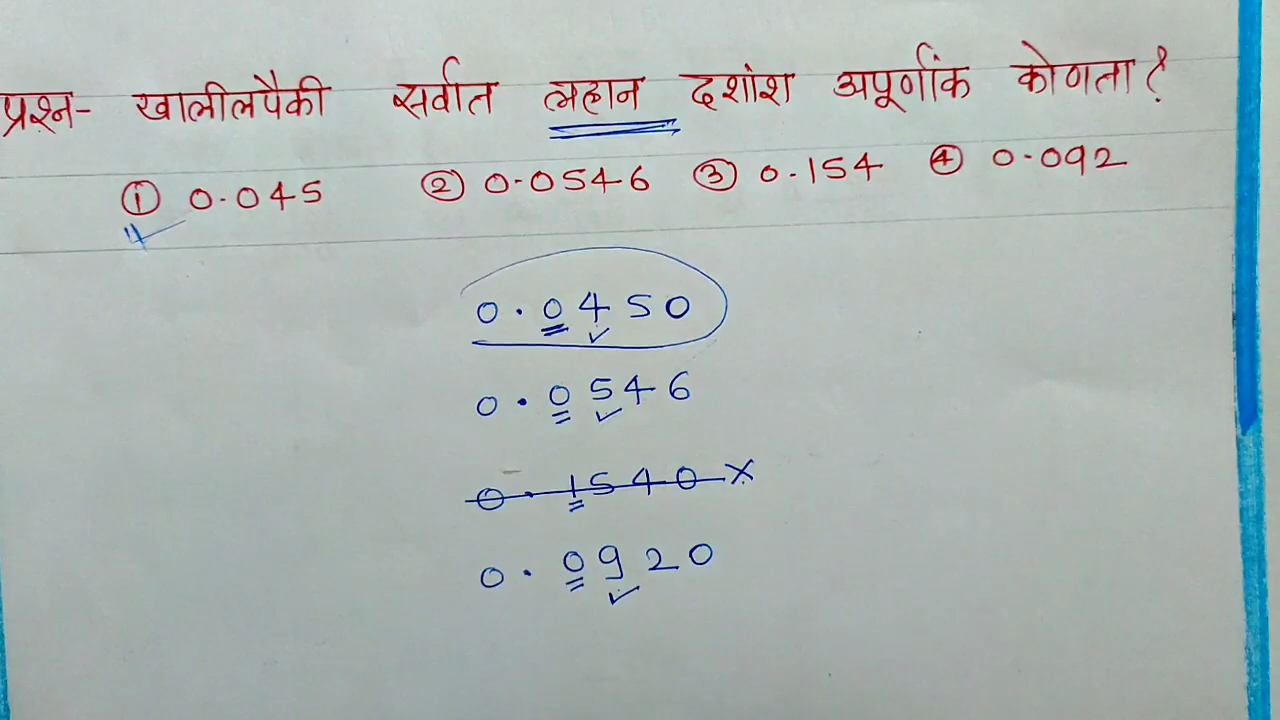 प्रश्न- खालीलपैकी सर्वात लहान दशांश अपूर्णांक कोणता?
① 0.045 ② 0.0546 ③ 0.154 ④ 0.092
0.0450
0.0546
0.1540 ×
0.0920